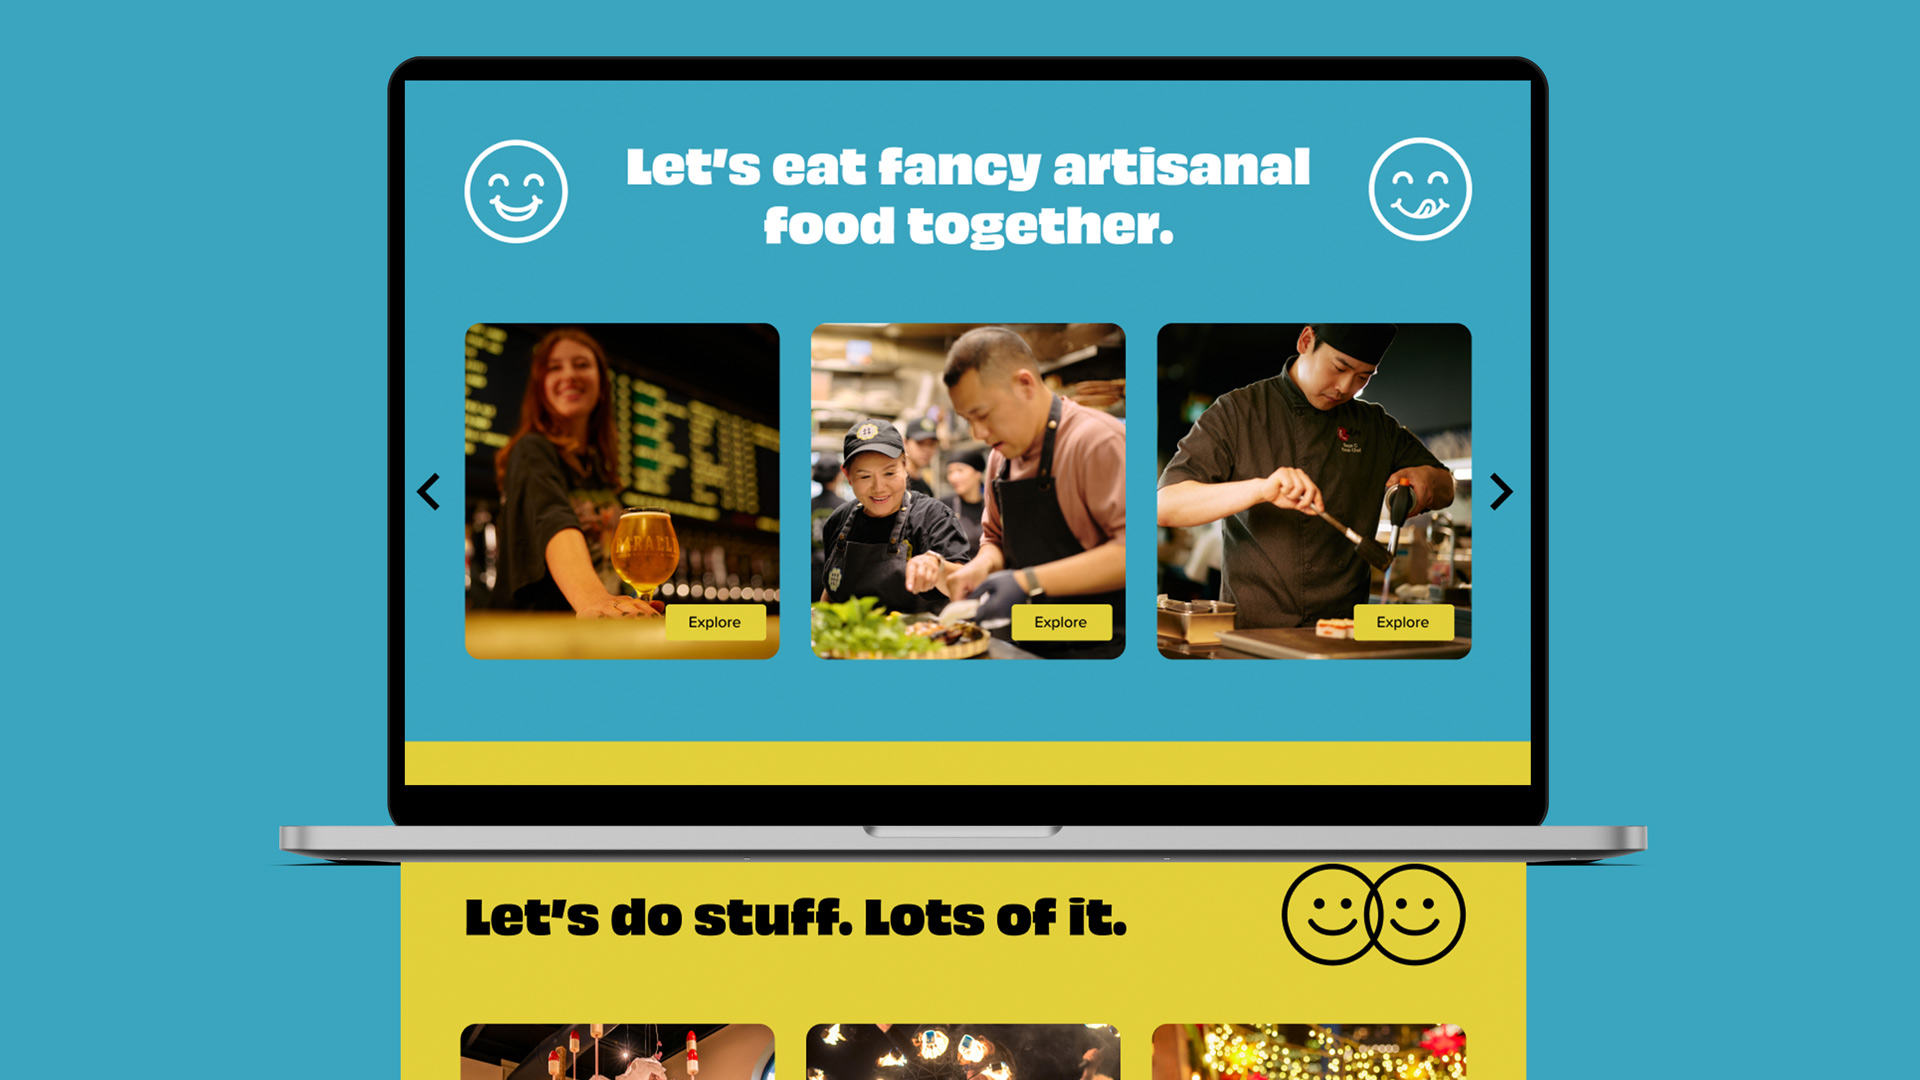 Let's eat fancy artisanal
food together.
Explore
Explore
Explore
Let's do stuff. Lots of it.